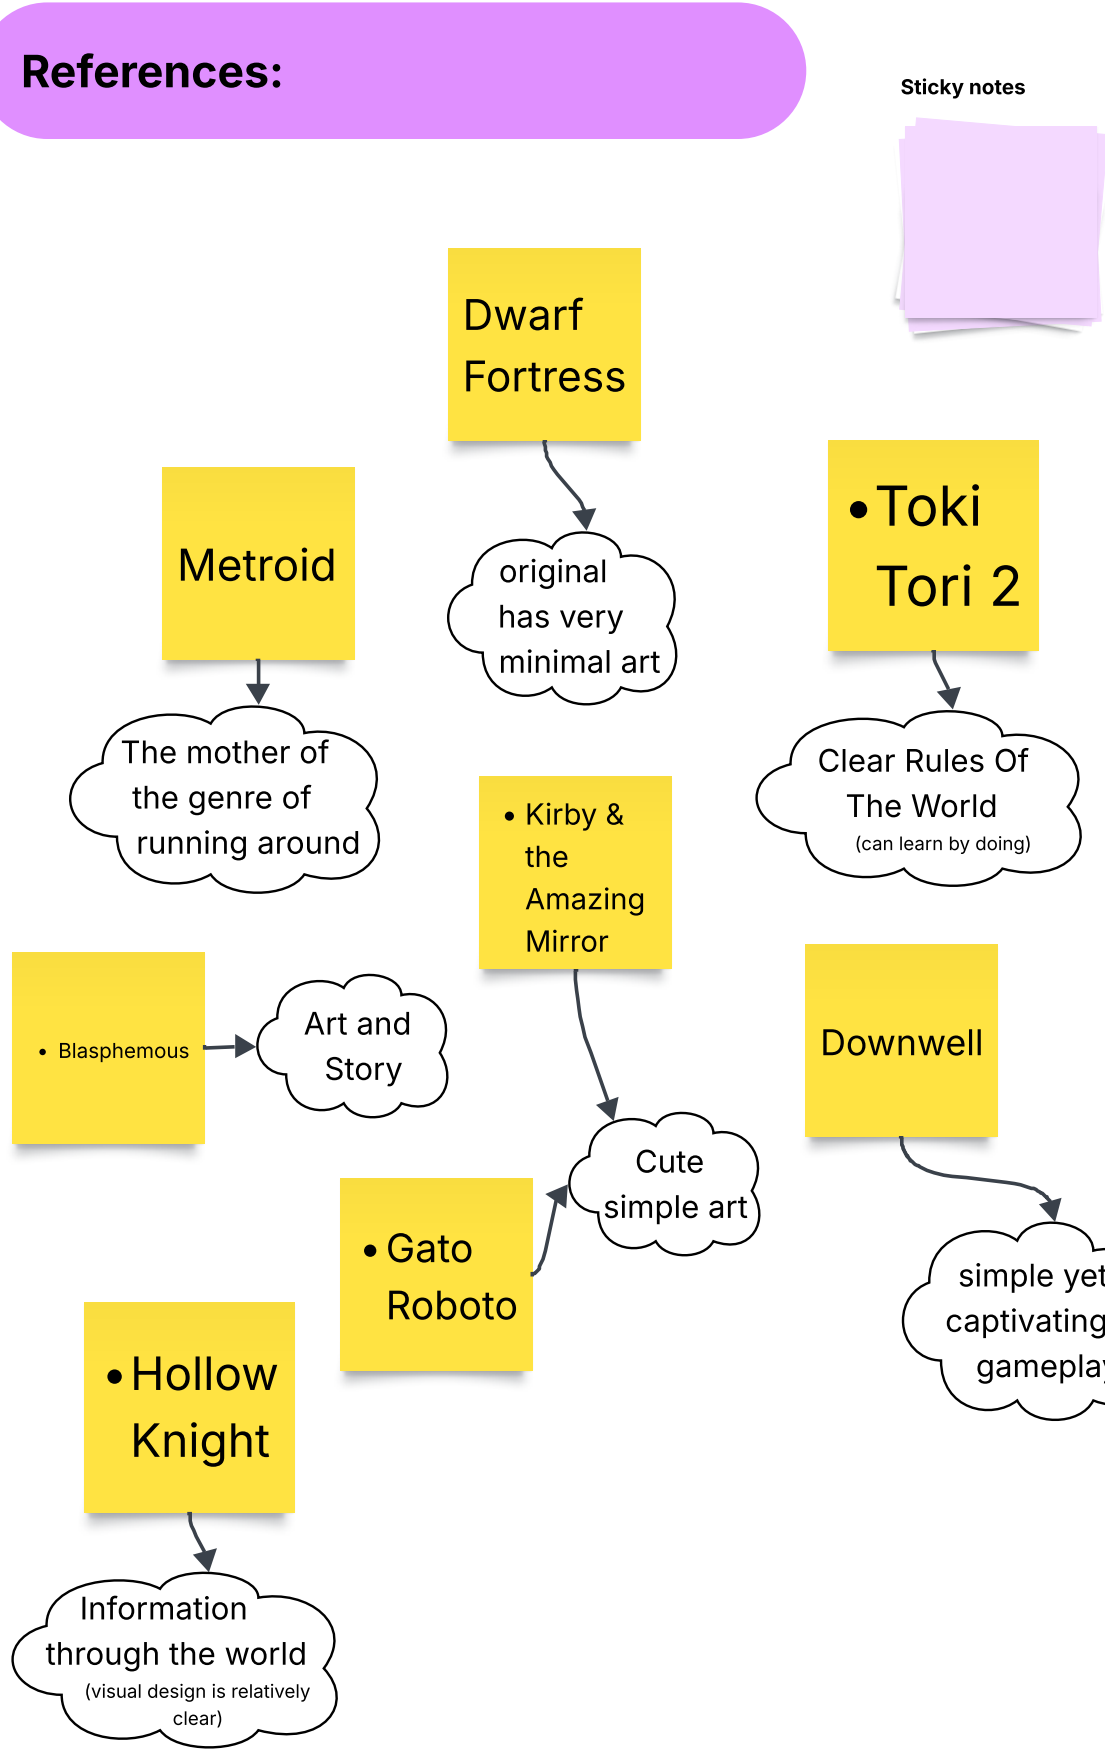 References:
Sticky notes
Dwarf
Fortress
original
has very
minimal art
Metroid
The mother of
the genre of
running around
• Toki
Tori 2
Clear Rules Of
The World
(can learn by doing)
• Kirby &
the
Amazing
Mirror
• Blasphemous
Art and
Story
Downwell
Cute
simple art
• Gato
Roboto
simple yet
captivating
gameplay
• Hollow
Knight
Information
through the world
(visual design is relatively
clear)